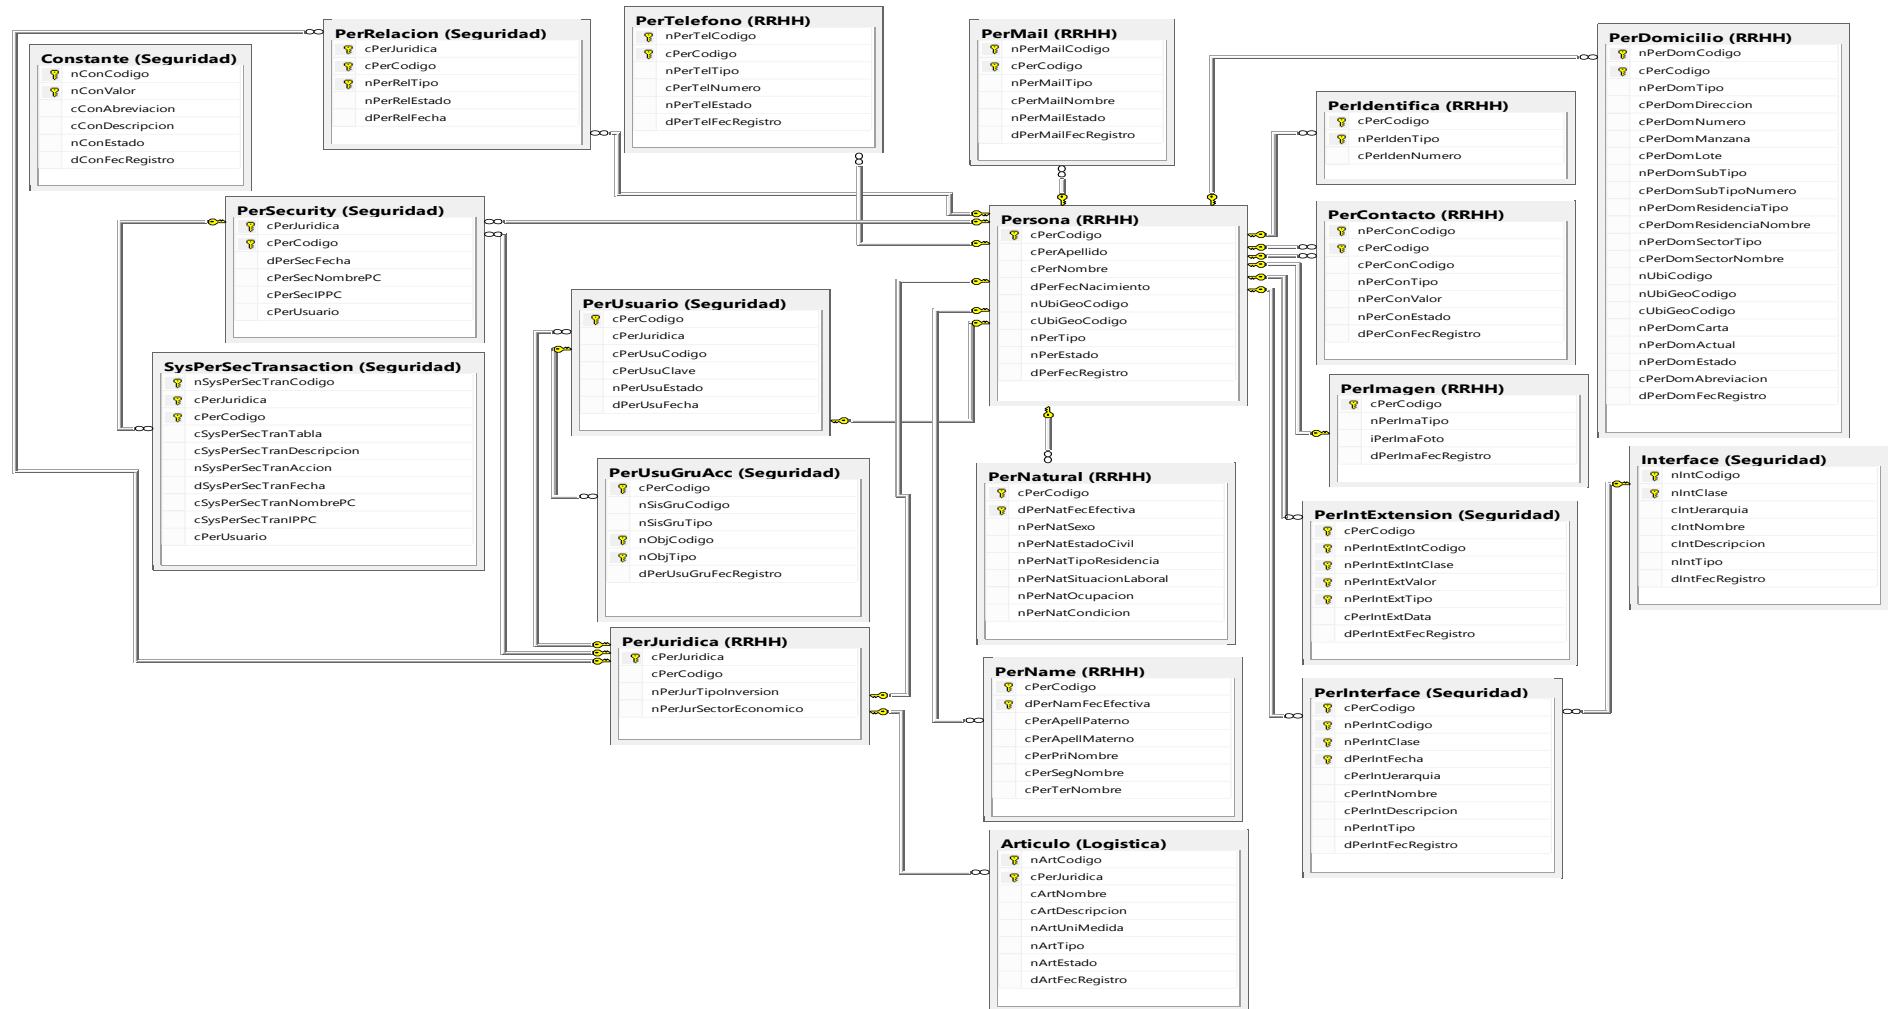 Constante (Seguridad)
nConCodigo
nConValor
cConAbreviacion
cConDescripcion
nConEstado
dConFecRegistro
PerRelacion (Seguridad)
cPerJuridica
cPerCodigo
nPerRelTipo
nPerRelEstado
dPerRelFecha
PerTelefono (RRHH)
nPerTelCodigo
cPerCodigo
nPerTelTipo
cPerTelNumero
nPerTelEstado
dPerTelFecRegistro
PerMail (RRHH)
nPerMailCodigo
cPerCodigo
nPerMailTipo
cPerMailNombre
nPerMailEstado
dPerMailFecRegistro
PerIdentifica (RRHH)
cPerCodigo
nPerIdenTipo
cPerIdenNumero
PerDomicilio (RRHH)
nPerDomCodigo
cPerCodigo
nPerDomTipo
cPerDomDireccion
cPerDomNumero
cPerDomManzana
cPerDomLote
nPerDomSubTipo
cPerDomSubTipoNumero
nPerDomResidenciaTipo
cPerDomResidenciaNombre
nPerDomSectorTipo
cPerDomSectorNombre
nUbiCodigo
nUbiGeoCodigo
cUbiGeoCodigo
nPerDomCarta
nPerDomActual
nPerDomEstado
cPerDomAbreviacion
dPerDomFecRegistro
PerSecurity (Seguridad)
cPerJuridica
cPerCodigo
dPerSecFecha
cPerSecNombrePC
cPerSecIPPC
cPerUsuario
Persona (RRHH)
cPerCodigo
cPerApellido
cPerNombre
dPerFecNacimiento
nUbiGeoCodigo
cUbiGeoCodigo
nPerTipo
nPerEstado
dPerFecRegistro
PerContacto (RRHH)
nPerConCodigo
cPerCodigo
cPerConCodigo
nPerConTipo
nPerConValor
nPerConEstado
dPerConFecRegistro
PerUsuario (Seguridad)
cPerCodigo
cPerJuridica
cPerUsuCodigo
cPerUsuClave
nPerUsuEstado
dPerUsuFecha
SysPerSecTransaction (Seguridad)
nSysPerSecTranCodigo
cPerJuridica
cPerCodigo
cSysPerSecTranTabla
cSysPerSecTranDescripcion
nSysPerSecTranAccion
dSysPerSecTranFecha
cSysPerSecTranNombrePC
cSysPerSecTranIPPC
cPerUsuario
PerImagen (RRHH)
cPerCodigo
nPerImaTipo
iPerImaFoto
dPerImaFecRegistro
PerUsuGruAcc (Seguridad)
cPerCodigo
nSisGruCodigo
nSisGruTipo
nObjCodigo
nObjTipo
dPerUsuGruFecRegistro
PerNatural (RRHH)
cPerCodigo
dPerNatFecEfectiva
nPerNatSexo
nPerNatEstadoCivil
nPerNatTipoResidencia
nPerNatSituacionLaboral
nPerNatOcupacion
nPerNatCondicion
Interface (Seguridad)
nIntCodigo
nIntClase
cIntJerarquia
cIntNombre
cIntDescripcion
nIntTipo
dIntFecRegistro
PerIntExtension (Seguridad)
cPerCodigo
nPerIntExtIntCodigo
nPerIntExtIntClase
nPerIntExtValor
nPerIntExtTipo
cPerIntExtData
dPerIntExtFecRegistro
PerJuridica (RRHH)
cPerJuridica
cPerCodigo
nPerJurTipoInversion
nPerJurSectorEconomico
PerName (RRHH)
cPerCodigo
dPerNamFecEfectiva
cPerApellPaterno
cPerApellMaterno
cPerPriNombre
cPerSegNombre
cPerTerNombre
PerInterface (Seguridad)
cPerCodigo
nPerIntCodigo
nPerIntClase
dPerIntFecha
cPerIntJerarquia
cPerIntNombre
cPerIntDescripcion
nPerIntTipo
dPerIntFecRegistro
Articulo (Logistica)
nArtCodigo
cPerJuridica
cArtNombre
cArtDescripcion
nArtUniMedida
nArtTipo
nArtEstado
dArtFecRegistro